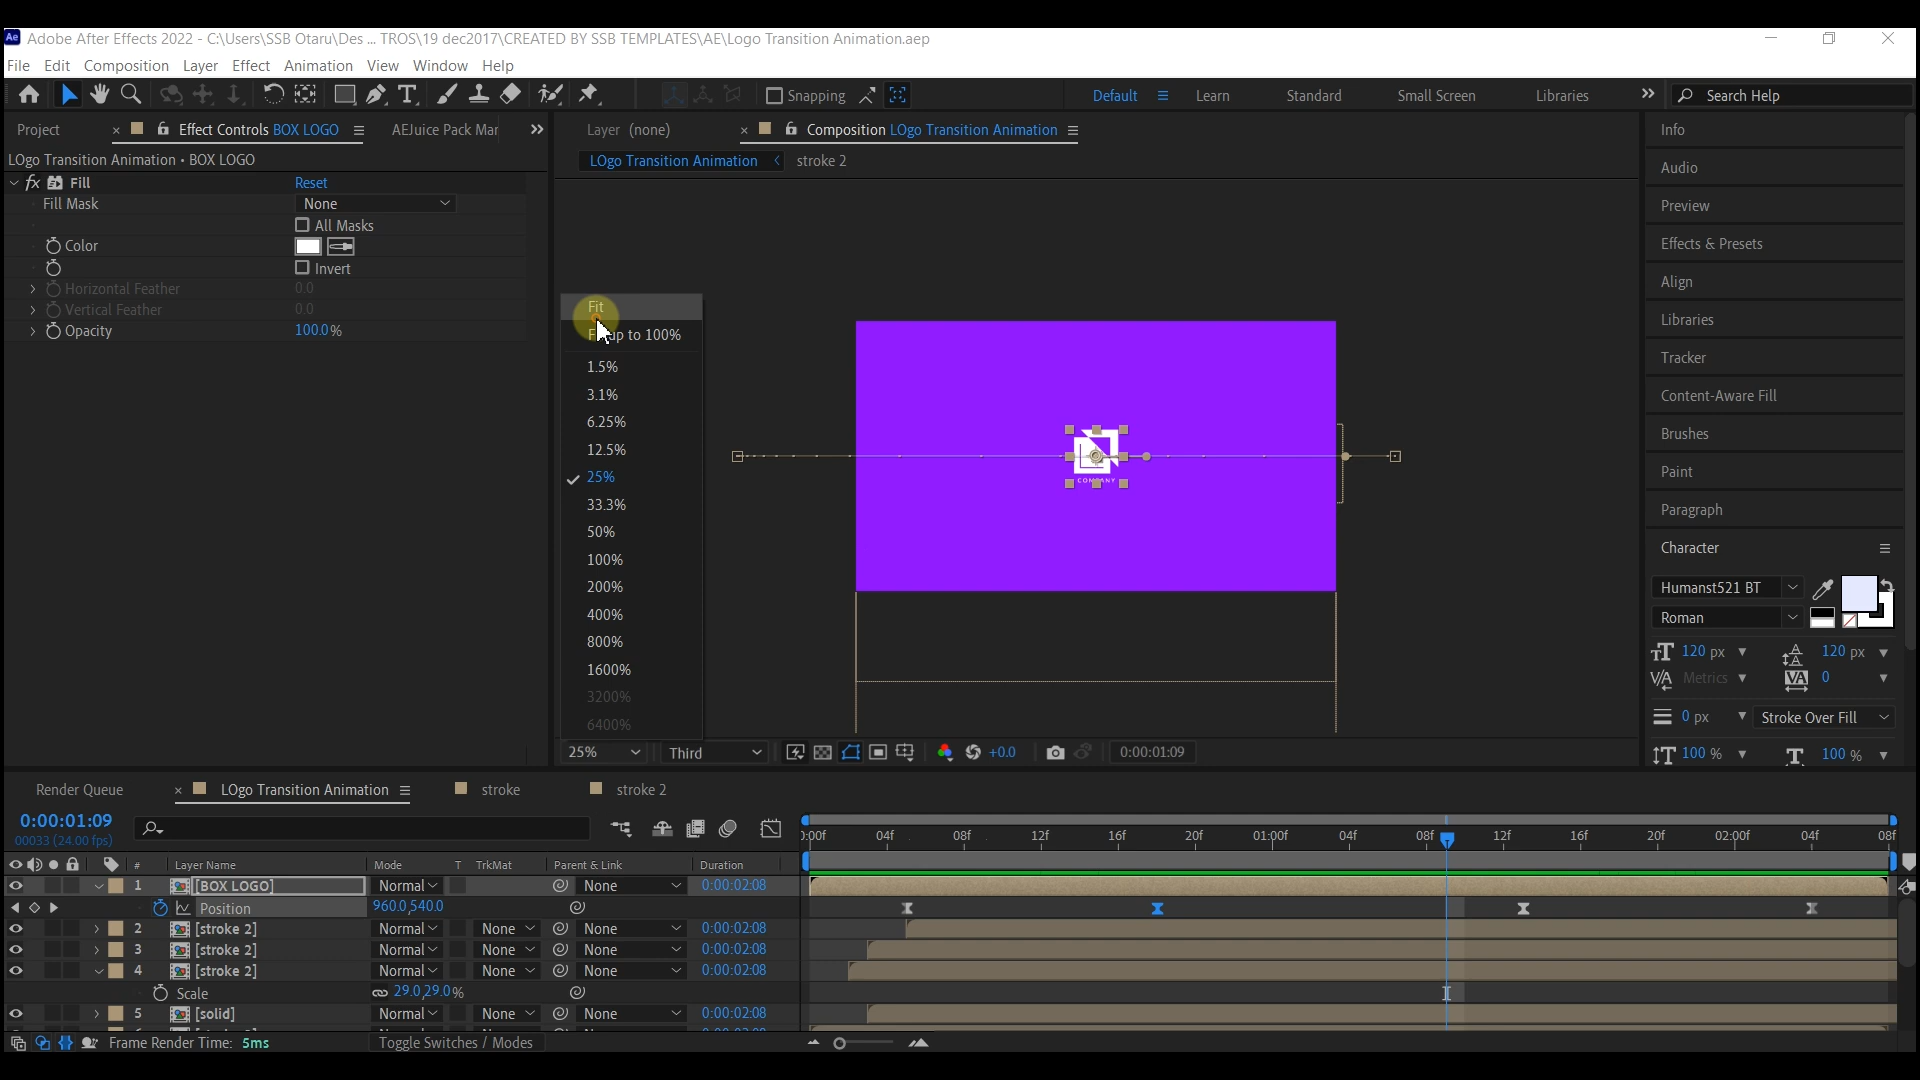 Ae Adobe After Effects 2022 - C:\Users\SSB Otaru\Des ... TROS\19 dec2017\CREATED BY SSB TEMPLATES\AE\Logo Transition Animation.aep
File Edit Composition Layer Effect Animation View Window Help
Snapping Default Learn Standard Small Screen Libraries Search Help
Project Effect Controls BOX LOGO AEJuice Pack Mar
LOgo Transition Animation • BOX LOGO
fx Fill Reset
Fill Mask None
All Masks
Color
Invert
Horizontal Feather 0.0
Vertical Feather 0.0
Opacity 100.0%
Layer (none) Composition LOgo Transition Animation
LOgo Transition Animation stroke 2
Fit
up to 100%
1.5%
3.1%
6.25%
12.5%
25%
33.3%
50%
100%
200%
400%
800%
1600%
3200%
6400%
COMPANY
25% Third +0.0 0:00:01:09
Info
Audio
Preview
Effects & Presets
Align
Libraries
Tracker
Content-Aware Fill
Brushes
Paint
Paragraph
Character
Humanst521 BT
Roman
120 px 120 px
Metrics 0
0 px Stroke Over Fill
100 % 100 %
Render Queue LOgo Transition Animation stroke stroke 2
0:00:01:09
00033 (24.00 fps)
):00f 04f 08f 12f 16f 20f 01:00f 04f 08f 12f 16f 20f 02:00f 04f 08f
# Layer Name Mode T TrkMat Parent & Link Duration
1 [BOX LOGO] Normal None 0:00:02:08
Position 960.0,540.0
2 [stroke 2] Normal None None 0:00:02:08
3 [stroke 2] Normal None None 0:00:02:08
4 [stroke 2] Normal None None 0:00:02:08
Scale 29.0,29.0%
5 [solid] Normal None None 0:00:02:08
Frame Render Time: 5ms Toggle Switches / Modes